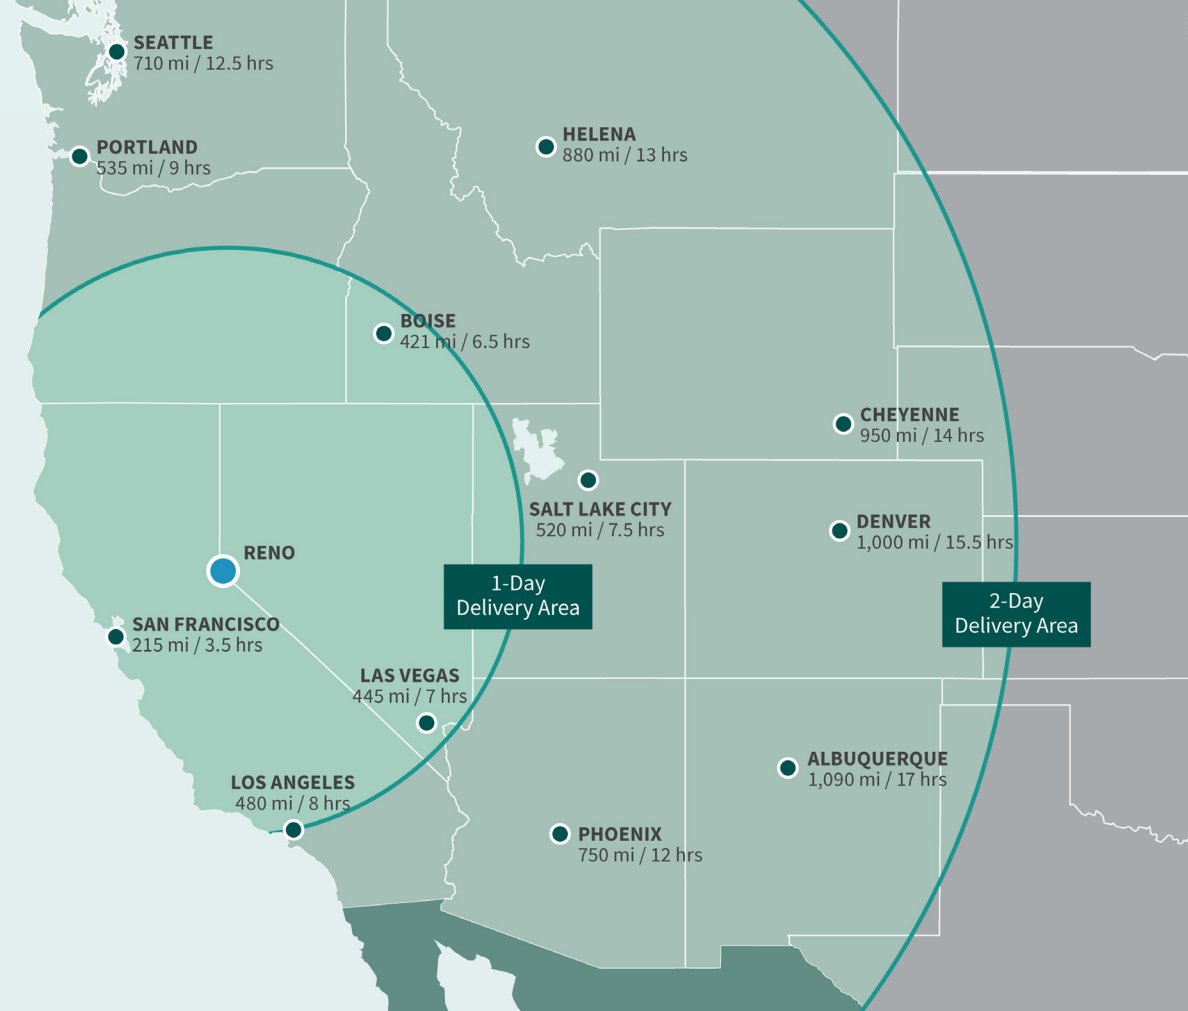 SEATTLE
710 mi / 12.5 hrs
PORTLAND
535 mi / 9 hrs
HELENA
880 mi / 13 hrs
BOISE
421 mi / 6.5 hrs
CHEYENNE
950 mi / 14 hrs
SALT LAKE CITY
520 mi / 7.5 hrs
DENVER
1,000 mi / 15.5 hrs
RENO
1-Day
Delivery Area
2-Day
Delivery Area
SAN FRANCISCO
215 mi / 3.5 hrs
LAS VEGAS
445 mi / 7 hrs
ALBUQUERQUE
1,090 mi / 17 hrs
LOS ANGELES
480 mi / 8 hrs
PHOENIX
750 mi / 12 hrs